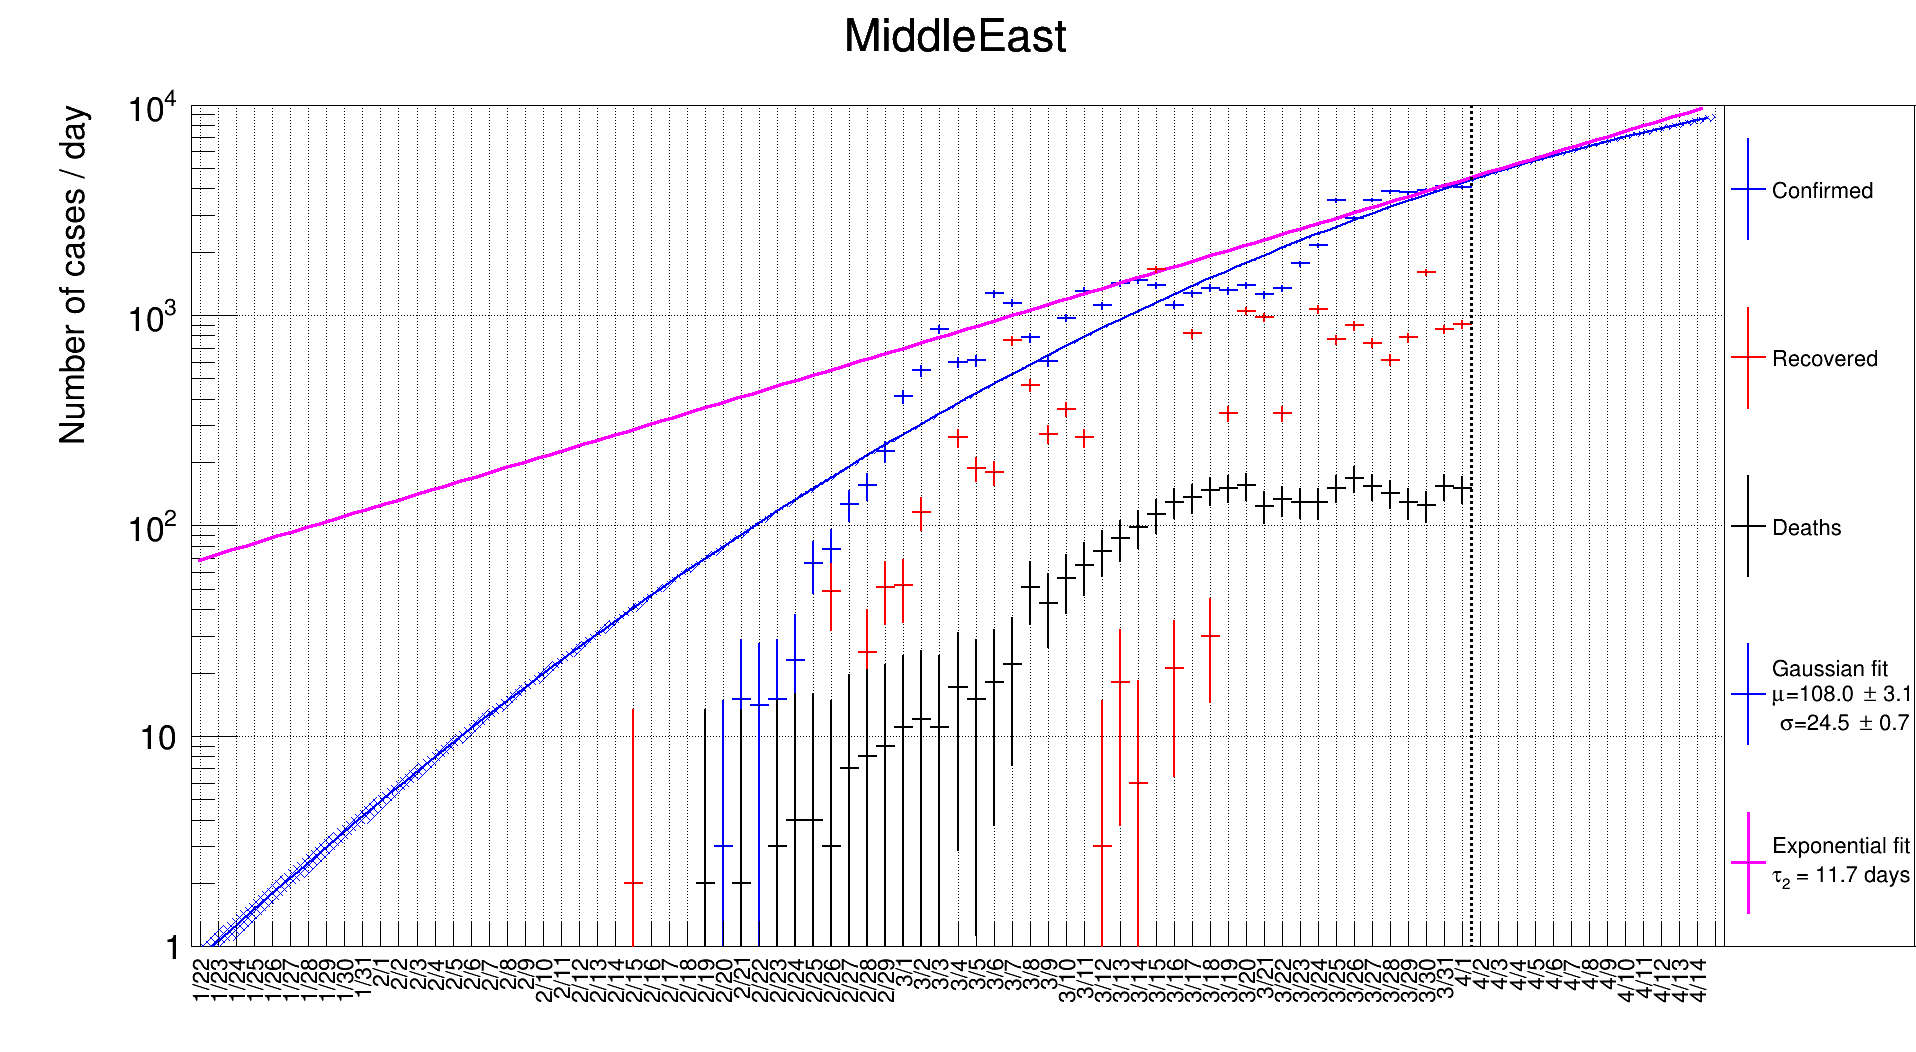 MiddleEast
Number of cases / day
10⁴
10³
10²
10
1
1/22 1/23 1/24 1/25 1/26 1/27 1/28 1/29 1/30 1/31 2/1 2/2 2/3 2/4 2/5 2/6 2/7 2/8 2/9 2/10 2/11 2/12 2/13 2/14 2/15 2/16 2/17 2/18 2/19 2/20 2/21 2/22 2/23 2/24 2/25 2/26 2/27 2/28 2/29 3/1 3/2 3/3 3/4 3/5 3/6 3/7 3/8 3/9 3/10 3/11 3/12 3/13 3/14 3/15 3/16 3/17 3/18 3/19 3/20 3/21 3/22 3/23 3/24 3/25 3/26 3/27 3/28 3/29 3/30 3/31 4/1 4/2 4/3 4/4 4/5 4/6 4/7 4/8 4/9 4/10 4/11 4/12 4/13 4/14
Confirmed
Recovered
Deaths
Gaussian fit
μ=108.0 ± 3.1
σ=24.5 ± 0.7
Exponential fit
τ₂ = 11.7 days